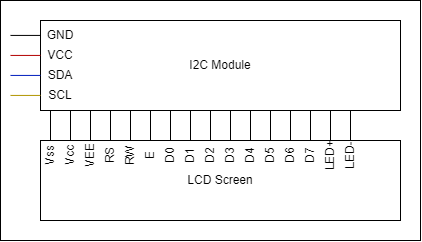 GND
VCC
SDA
SCL
I2C Module
Vss
Vcc
VEE
RS
RW
E
D0
D1
D2
D3
D4
D5
D6
D7
LED+
LED-
LCD Screen